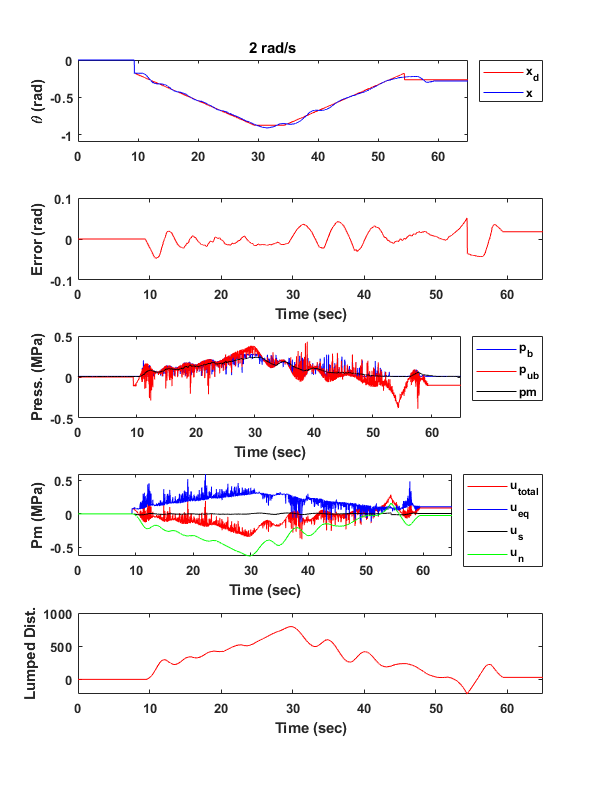 2 rad/s
0
-0.5
-1
θ (rad)
0 10 20 30 40 50 60
x_d
x
0.1
0
-0.1
Error (rad)
0 10 20 30 40 50 60
Time (sec)
0.5
0
-0.5
Press. (MPa)
0 10 20 30 40 50 60
Time (sec)
p_b
p_ub
pm
0.5
0
-0.5
Pm (MPa)
0 10 20 30 40 50 60
Time (sec)
u_total
u_eq
u_s
u_n
1000
500
0
Lumped Dist.
0 10 20 30 40 50 60
Time (sec)